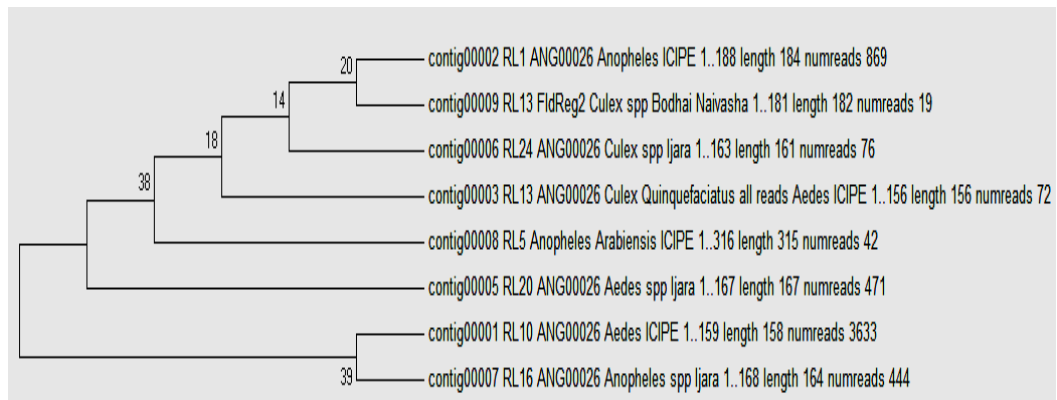 20
contig00002 RL1 ANG00026 Anopheles ICIPE 1..188 length 184 numreads 869
contig00009 RL13 FldReg2 Culex spp Bodhai Naivasha 1..181 length 182 numreads 19
14
contig00006 RL24 ANG00026 Culex spp Ijara 1..163 length 161 numreads 76
18
contig00003 RL13 ANG00026 Culex Quinquefaciatus all reads Aedes ICIPE 1..156 length 156 numreads 72
38
contig00008 RL5 Anopheles Arabiensis ICIPE 1..316 length 315 numreads 42
contig00005 RL20 ANG00026 Aedes spp Ijara 1..167 length 167 numreads 471
contig00001 RL10 ANG00026 Aedes ICIPE 1..159 length 158 numreads 3633
39
contig00007 RL16 ANG00026 Anopheles spp Ijara 1..168 length 164 numreads 444